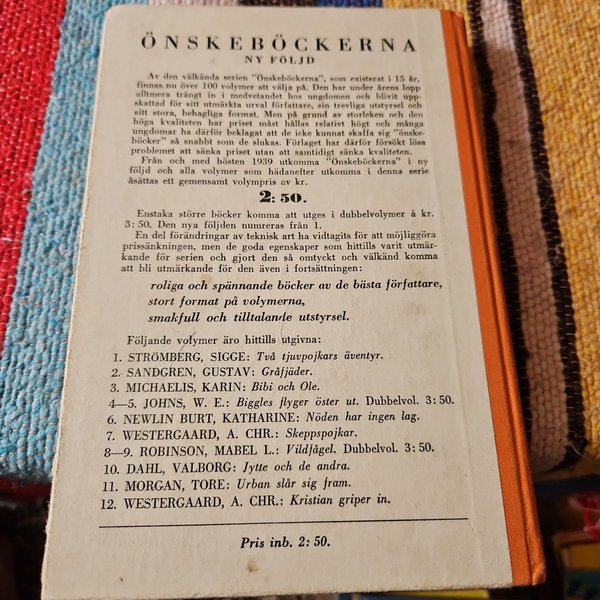 ÖNSKEBÖCKERNA
NY FÖLJD
Av den välkända serien "Önskeböckerna", som existerat i 15 år,
finnas nu över 100 volymer att välja på. Den har under årens lopp
alltmera trängt in i medvetandet hos ungdomen och blivit upp-
skattad för sitt utmärkta urval författare, sin trevliga utstyrsel och
sitt stora, behagliga format. Men på grund av storleken och den
höga kvaliteten har priset måst hållas relativt högt och många
ungdomar ha därför beklagat att de icke kunnat skaffa sig "önske-
böcker" så snabbt som de slukas. Förlaget har därför försökt lösa
problemet att sänka priset utan att samtidigt sänka kvaliteten.
Från och med hösten 1939 utkomma "Önskeböckerna" i ny
följd och alla volymer som hädanefter utkomma i denna serie
åsättas ett gemensamt volympris av kr.
2:50.
Enstaka större böcker komma att utges i dubbelvolymer à kr.
3:50. Den nya följden numreras från 1.
En del förändringar av teknisk art ha vidtagits för att möjliggöra
prissänkningen, men de goda egenskaper som hittills varit utmär-
kande för serien och gjort den så omtyckt och välkänd komma
att bli utmärkande för den även i fortsättningen:
roliga och spännande böcker av de bästa författare,
stort format på volymerna,
smakfull och tilltalande utstyrsel.
Följande volymer äro hittills utgivna:
1. STRÖMBERG, SIGGE: Två tjuvpojkars äventyr.
2. SANDGREN, GUSTAV: Gråfjäder.
3. MICHAELIS, KARIN: Bibi och Ole.
4—5. JOHNS, W. E.: Biggles flyger öster ut. Dubbelvol. 3:50.
6. NEWLIN BURT, KATHARINE: Nöden har ingen lag.
7. WESTERGAARD, A. CHR.: Skeppspojkar.
8—9. ROBINSON, MABEL L.: Vildfågel. Dubbelvol. 3:50.
10. DAHL, VALBORG: Jytte och de andra.
11. MORGAN, TORE: Urban slår sig fram.
12. WESTERGAARD, A. CHR.: Kristian griper in.
Pris inb. 2:50.